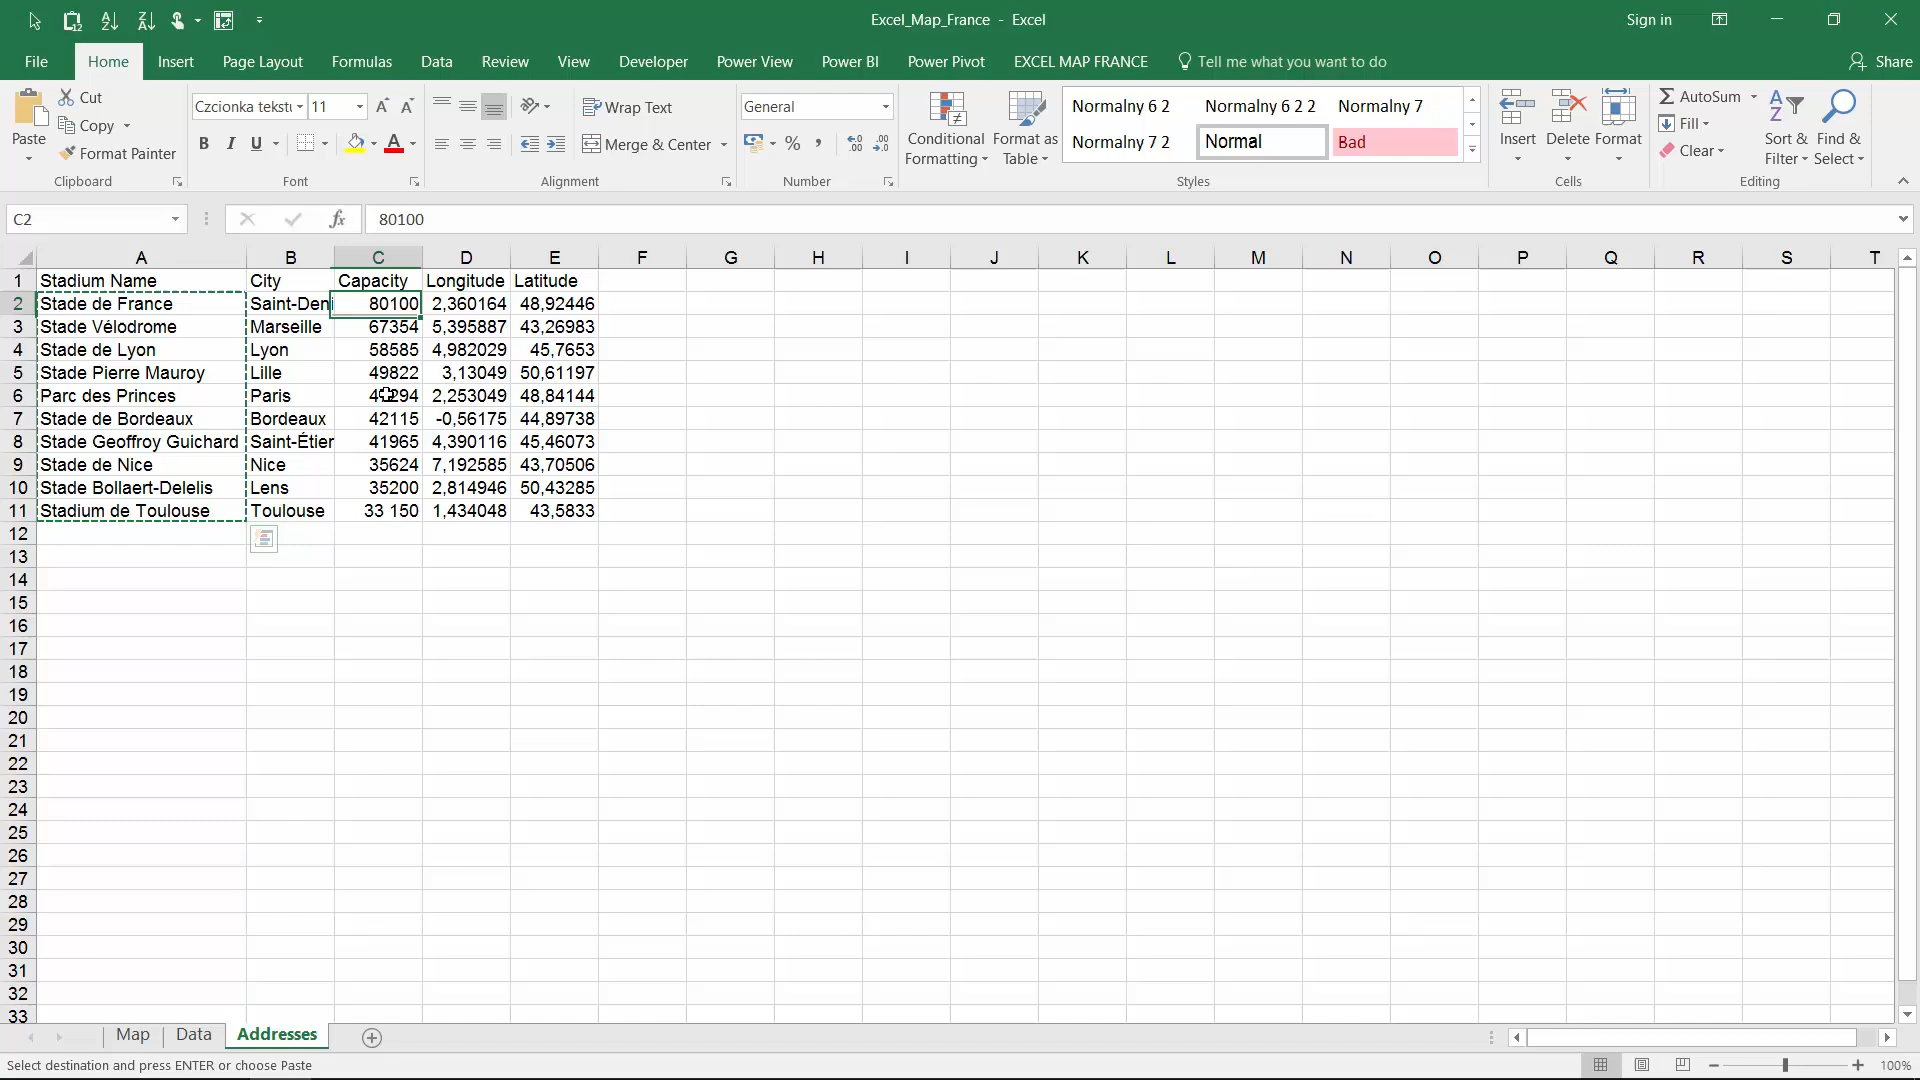 Excel_Map_France - Excel
Sign in
File Home Insert Page Layout Formulas Data Review View Developer Power View Power BI Power Pivot EXCEL MAP FRANCE Tell me what you want to do Share
Paste
Cut
Copy
Format Painter
Clipboard
Czcionka tekstu 11
B I U
Font
Wrap Text
Merge & Center
Alignment
General
Number
Conditional Formatting
Format as Table
Normalny 6 2 Normalny 6 2 2 Normalny 7
Normalny 7 2 Normal Bad
Styles
Insert Delete Format
Cells
AutoSum
Fill
Clear
Sort & Filter
Find & Select
Editing
C2 fx 80100
A B C D E F G H I J K L M N O P Q R S T
1 Stadium Name City Capacity Longitude Latitude
2 Stade de France Saint-Deni 80100 2,360164 48,92446
3 Stade Vélodrome Marseille 67354 5,395887 43,26983
4 Stade de Lyon Lyon 58585 4,982029 45,7653
5 Stade Pierre Mauroy Lille 49822 3,13049 50,61197
6 Parc des Princes Paris 2,253049 48,84144
7 Stade de Bordeaux Bordeaux 42115 -0,56175 44,89738
8 Stade Geoffroy Guichard Saint-Étier 41965 4,390116 45,46073
9 Stade de Nice Nice 35624 7,192585 43,70506
10 Stade Bollaert-Delelis Lens 35200 2,814946 50,43285
11 Stadium de Toulouse Toulouse 33 150 1,434048 43,5833
12
13
14
15
16
17
18
19
20
21
22
23
24
25
26
27
28
29
30
31
32
33
Map Data Addresses
Select destination and press ENTER or choose Paste
100%